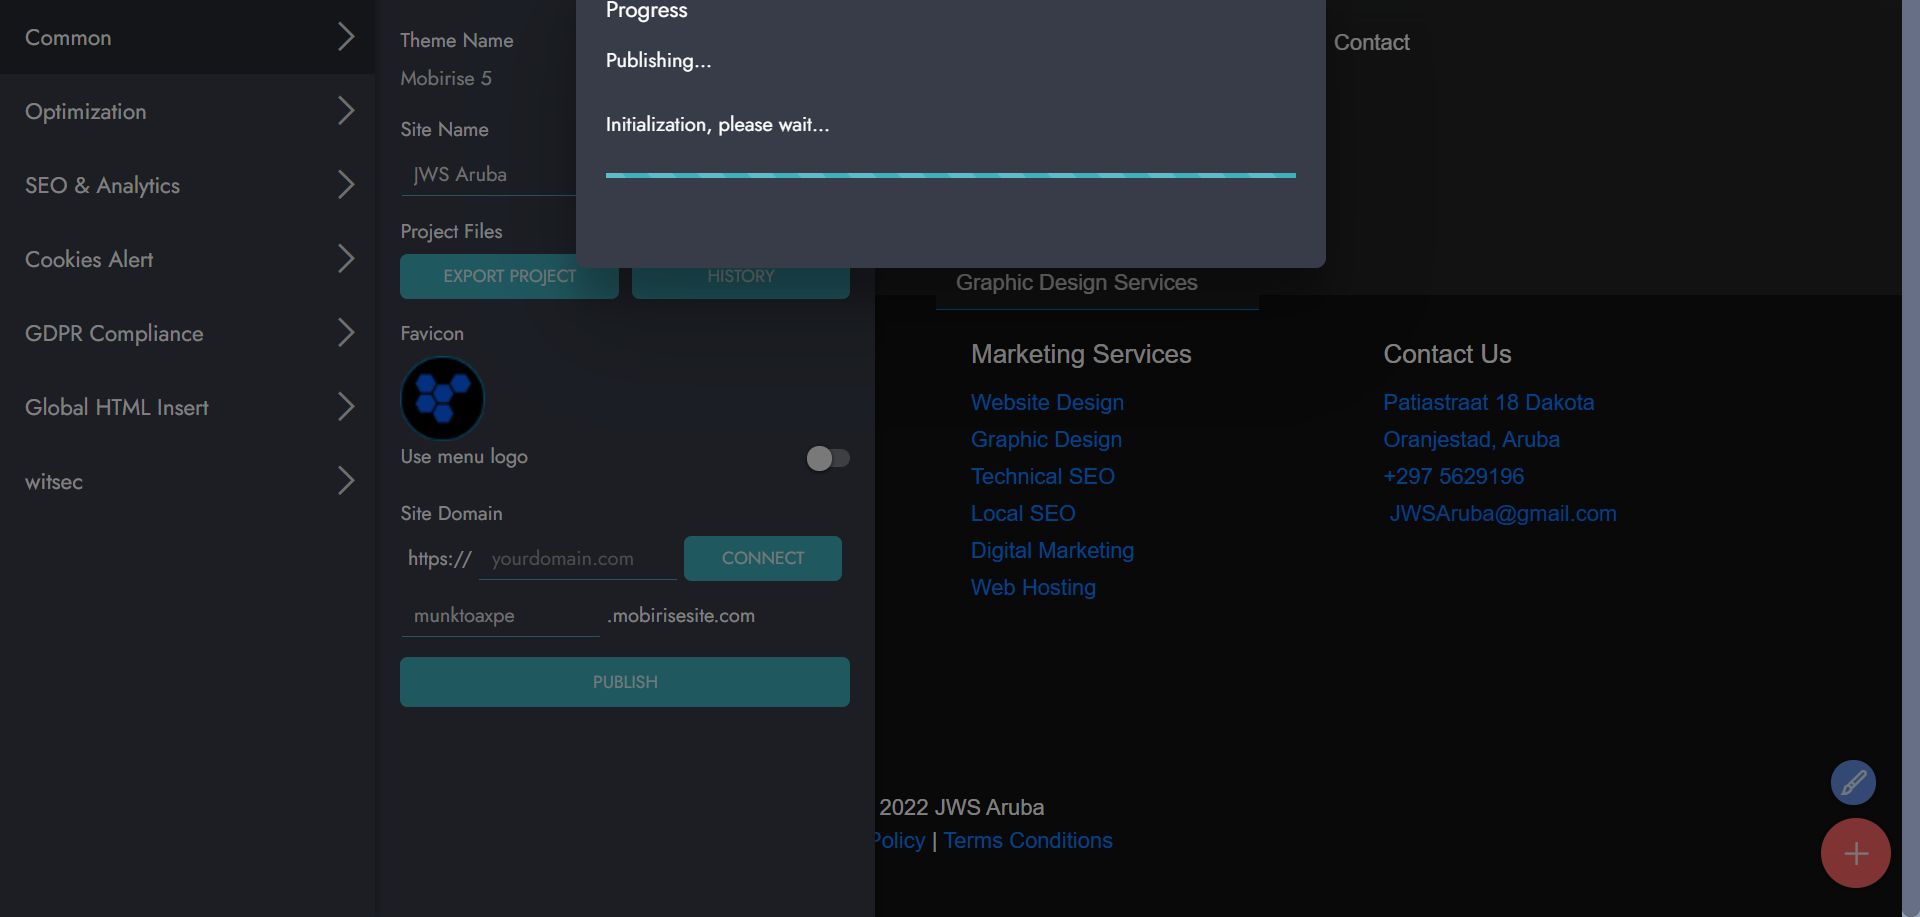 Common
Optimization
SEO & Analytics
Cookies Alert
GDPR Compliance
Global HTML Insert
witsec
Theme Name
Mobirise 5
Site Name
JWS Aruba
Project Files
EXPORT PROJECT
HISTORY
Favicon
Use menu logo
Site Domain
https:// yourdomain.com
CONNECT
munktoaxpe .mobirisesite.com
PUBLISH
Progress
Publishing...
Initialization, please wait...
Contact
Graphic Design Services
Marketing Services
Website Design
Graphic Design
Technical SEO
Local SEO
Digital Marketing
Web Hosting
Contact Us
Patiastraat 18 Dakota
Oranjestad, Aruba
+297 5629196
JWSAruba@gmail.com
2022 JWS Aruba
Policy | Terms Conditions